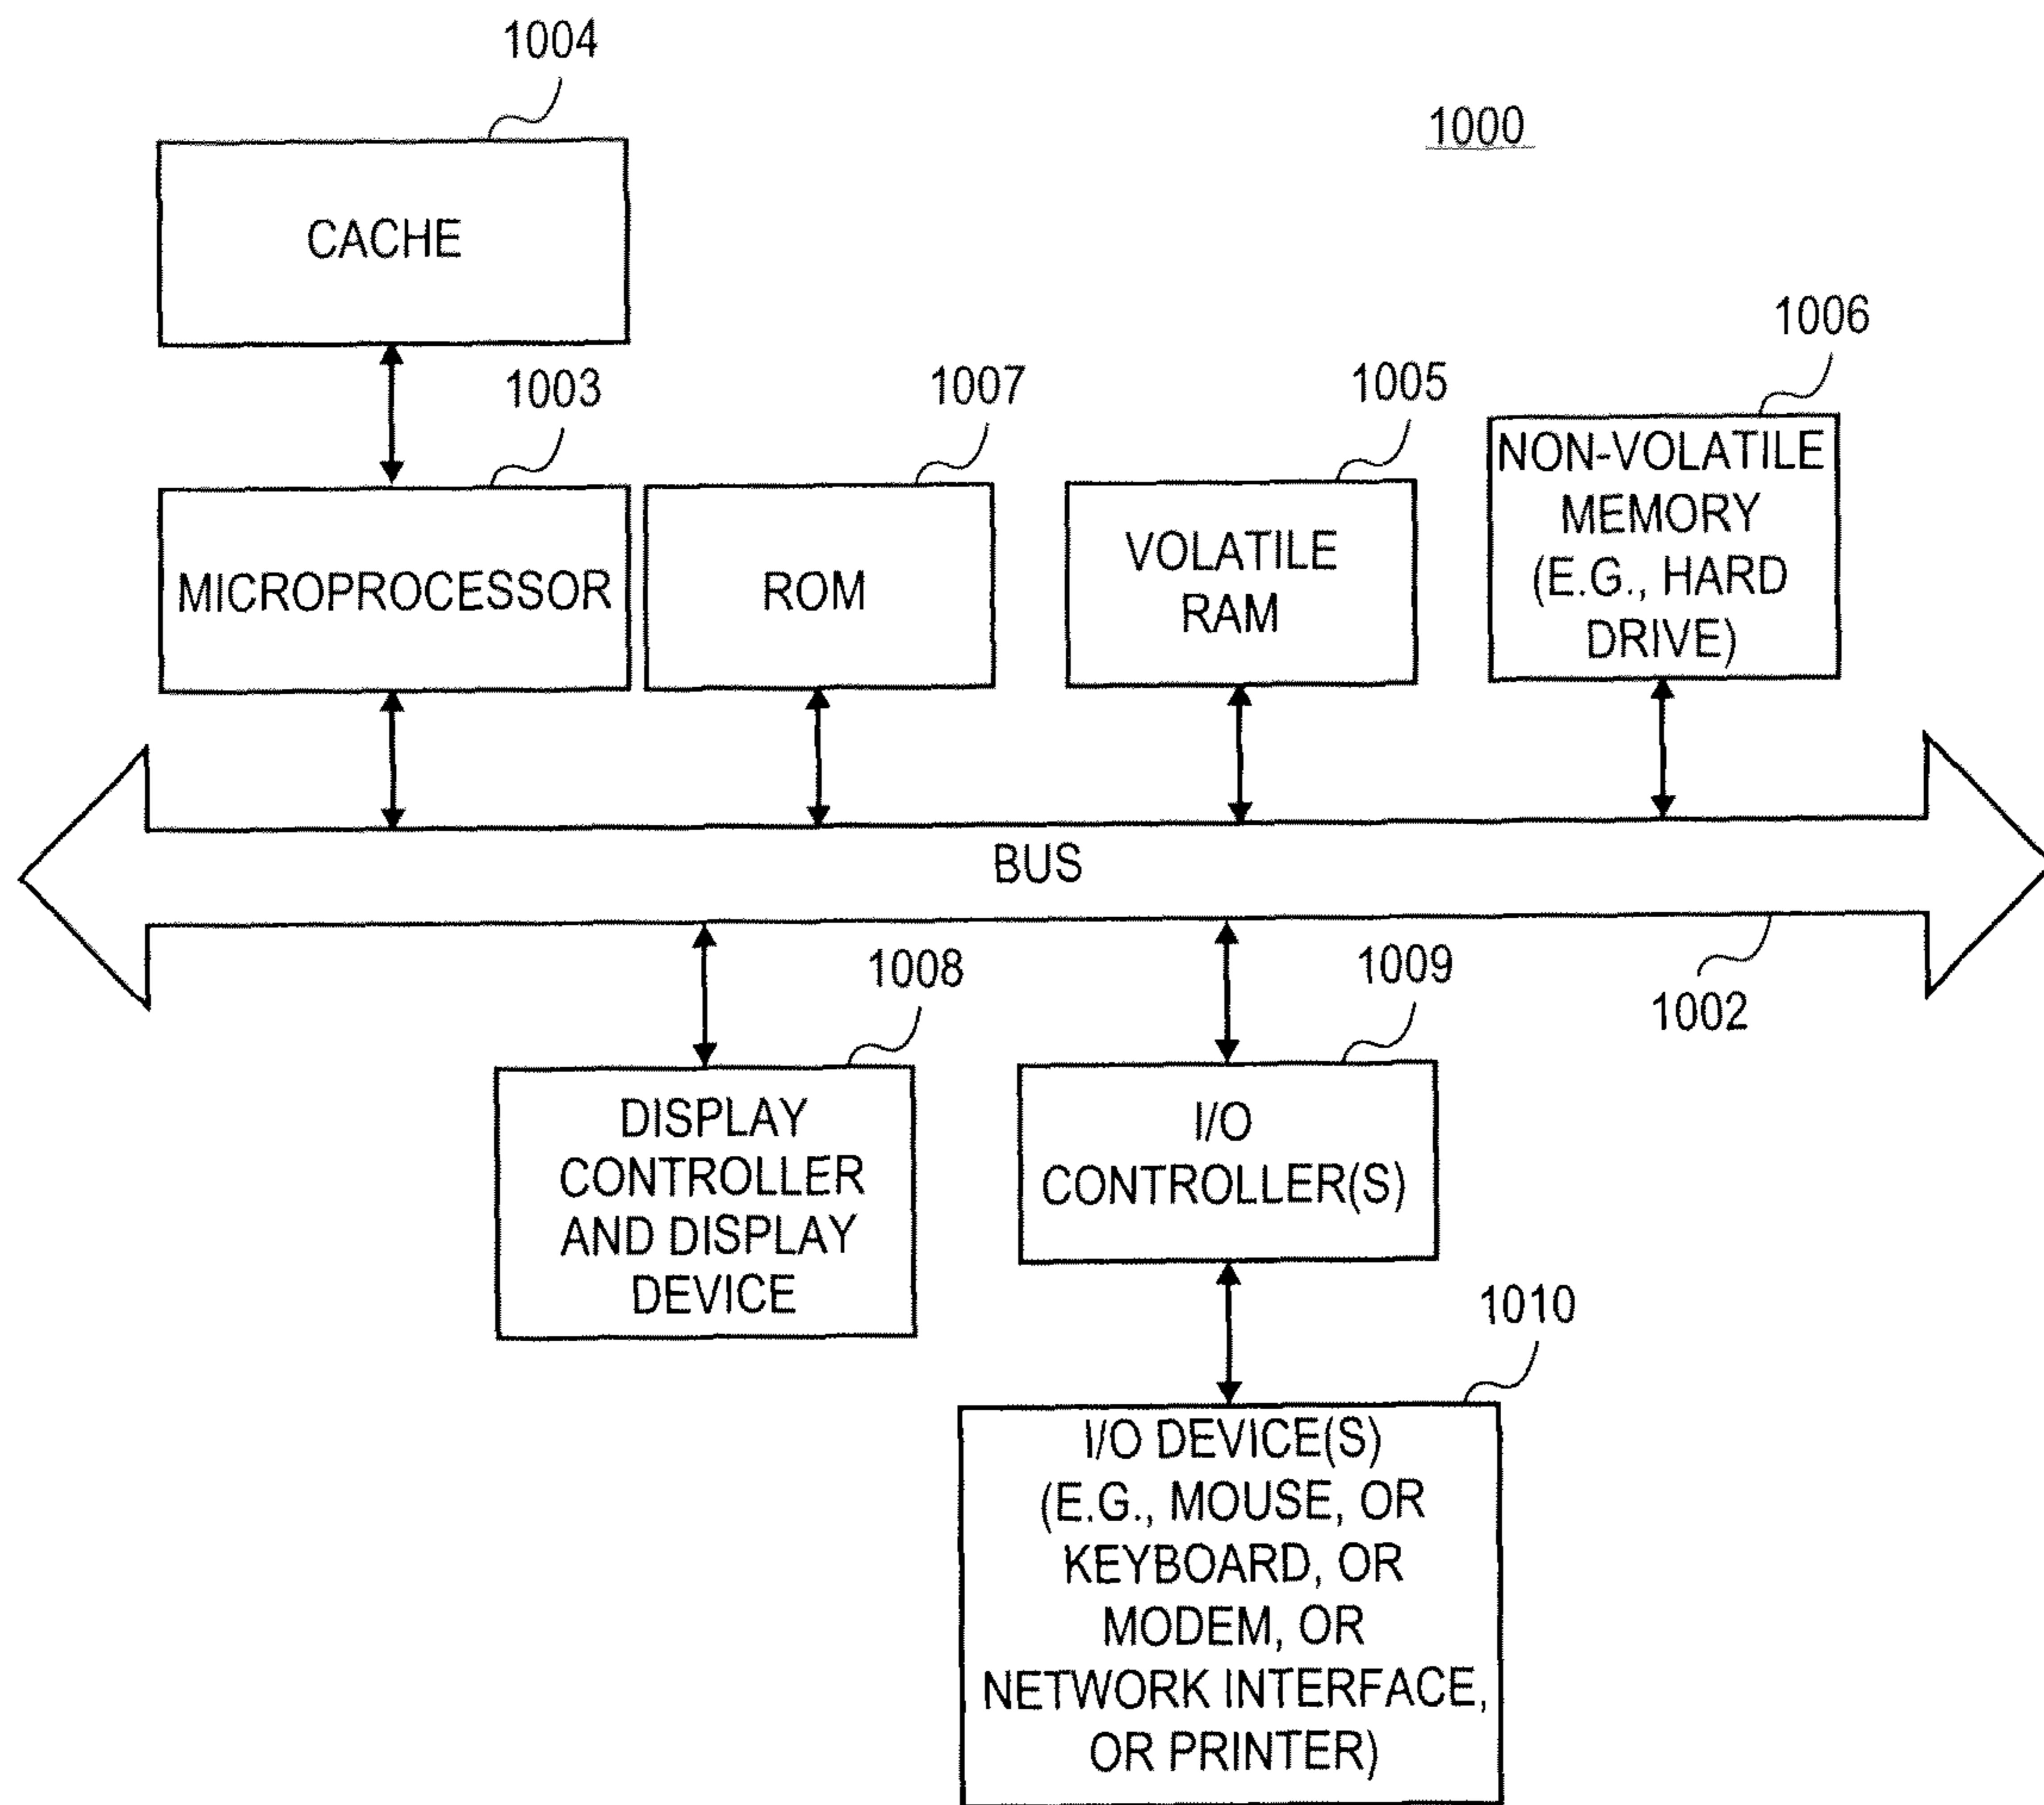 1004
1000
CACHE
1006
1003
1007
1005
NON-VOLATILE
MEMORY
(E.G., HARD
DRIVE)
MICROPROCESSOR
ROM
VOLATILE
RAM
BUS
1008
1009
1002
DISPLAY
CONTROLLER
AND DISPLAY
DEVICE
I/O
CONTROLLER(S)
1010
I/O DEVICE(S)
(E.G., MOUSE, OR
KEYBOARD, OR
MODEM, OR
NETWORK INTERFACE,
OR PRINTER)